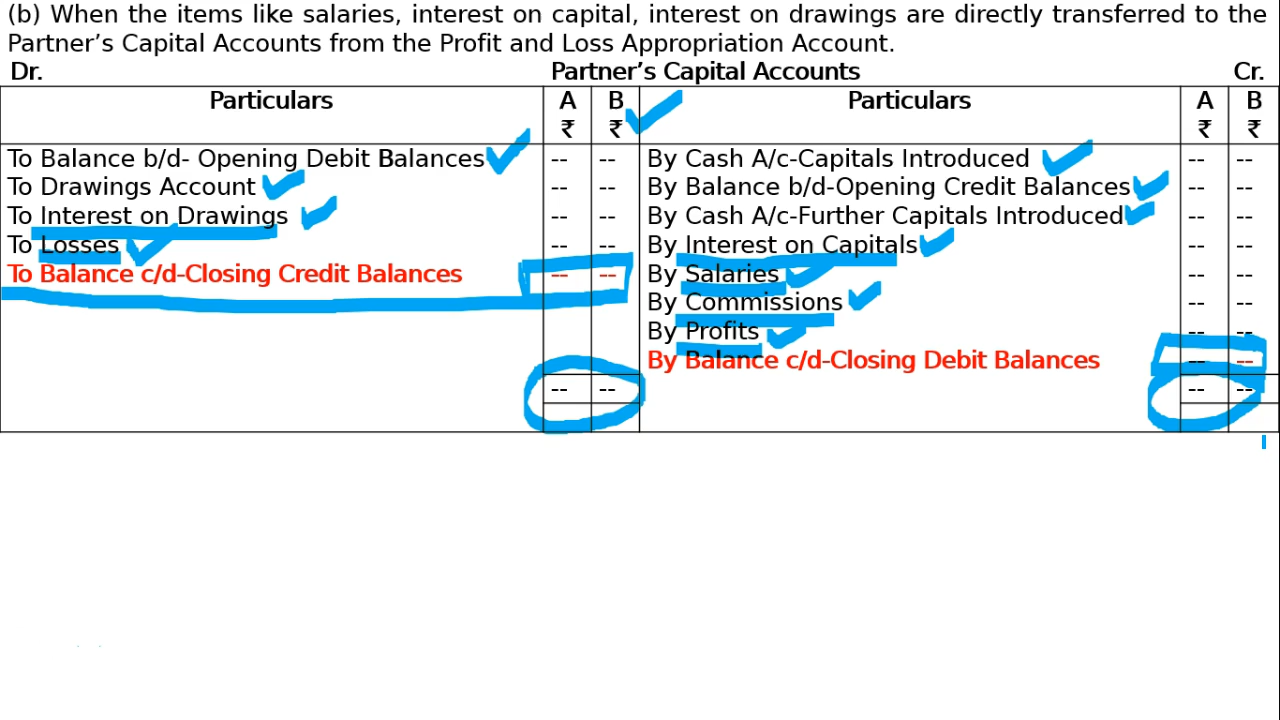 (b) When the items like salaries, interest on capital, interest on drawings are directly transferred to the
Partner’s Capital Accounts from the Profit and Loss Appropriation Account.
Dr. Partner’s Capital Accounts Cr.
Particulars A B Particulars A B
₹ ₹ ₹ ₹
To Balance b/d- Opening Debit Balances -- -- By Cash A/c-Capitals Introduced -- --
To Drawings Account -- -- By Balance b/d-Opening Credit Balances -- --
To Interest on Drawings -- -- By Cash A/c-Further Capitals Introduced -- --
To Losses -- -- By Interest on Capitals -- --
To Balance c/d-Closing Credit Balances -- -- By Salaries -- --
By Commissions -- --
By Profits -- --
By Balance c/d-Closing Debit Balances -- --
-- -- -- --